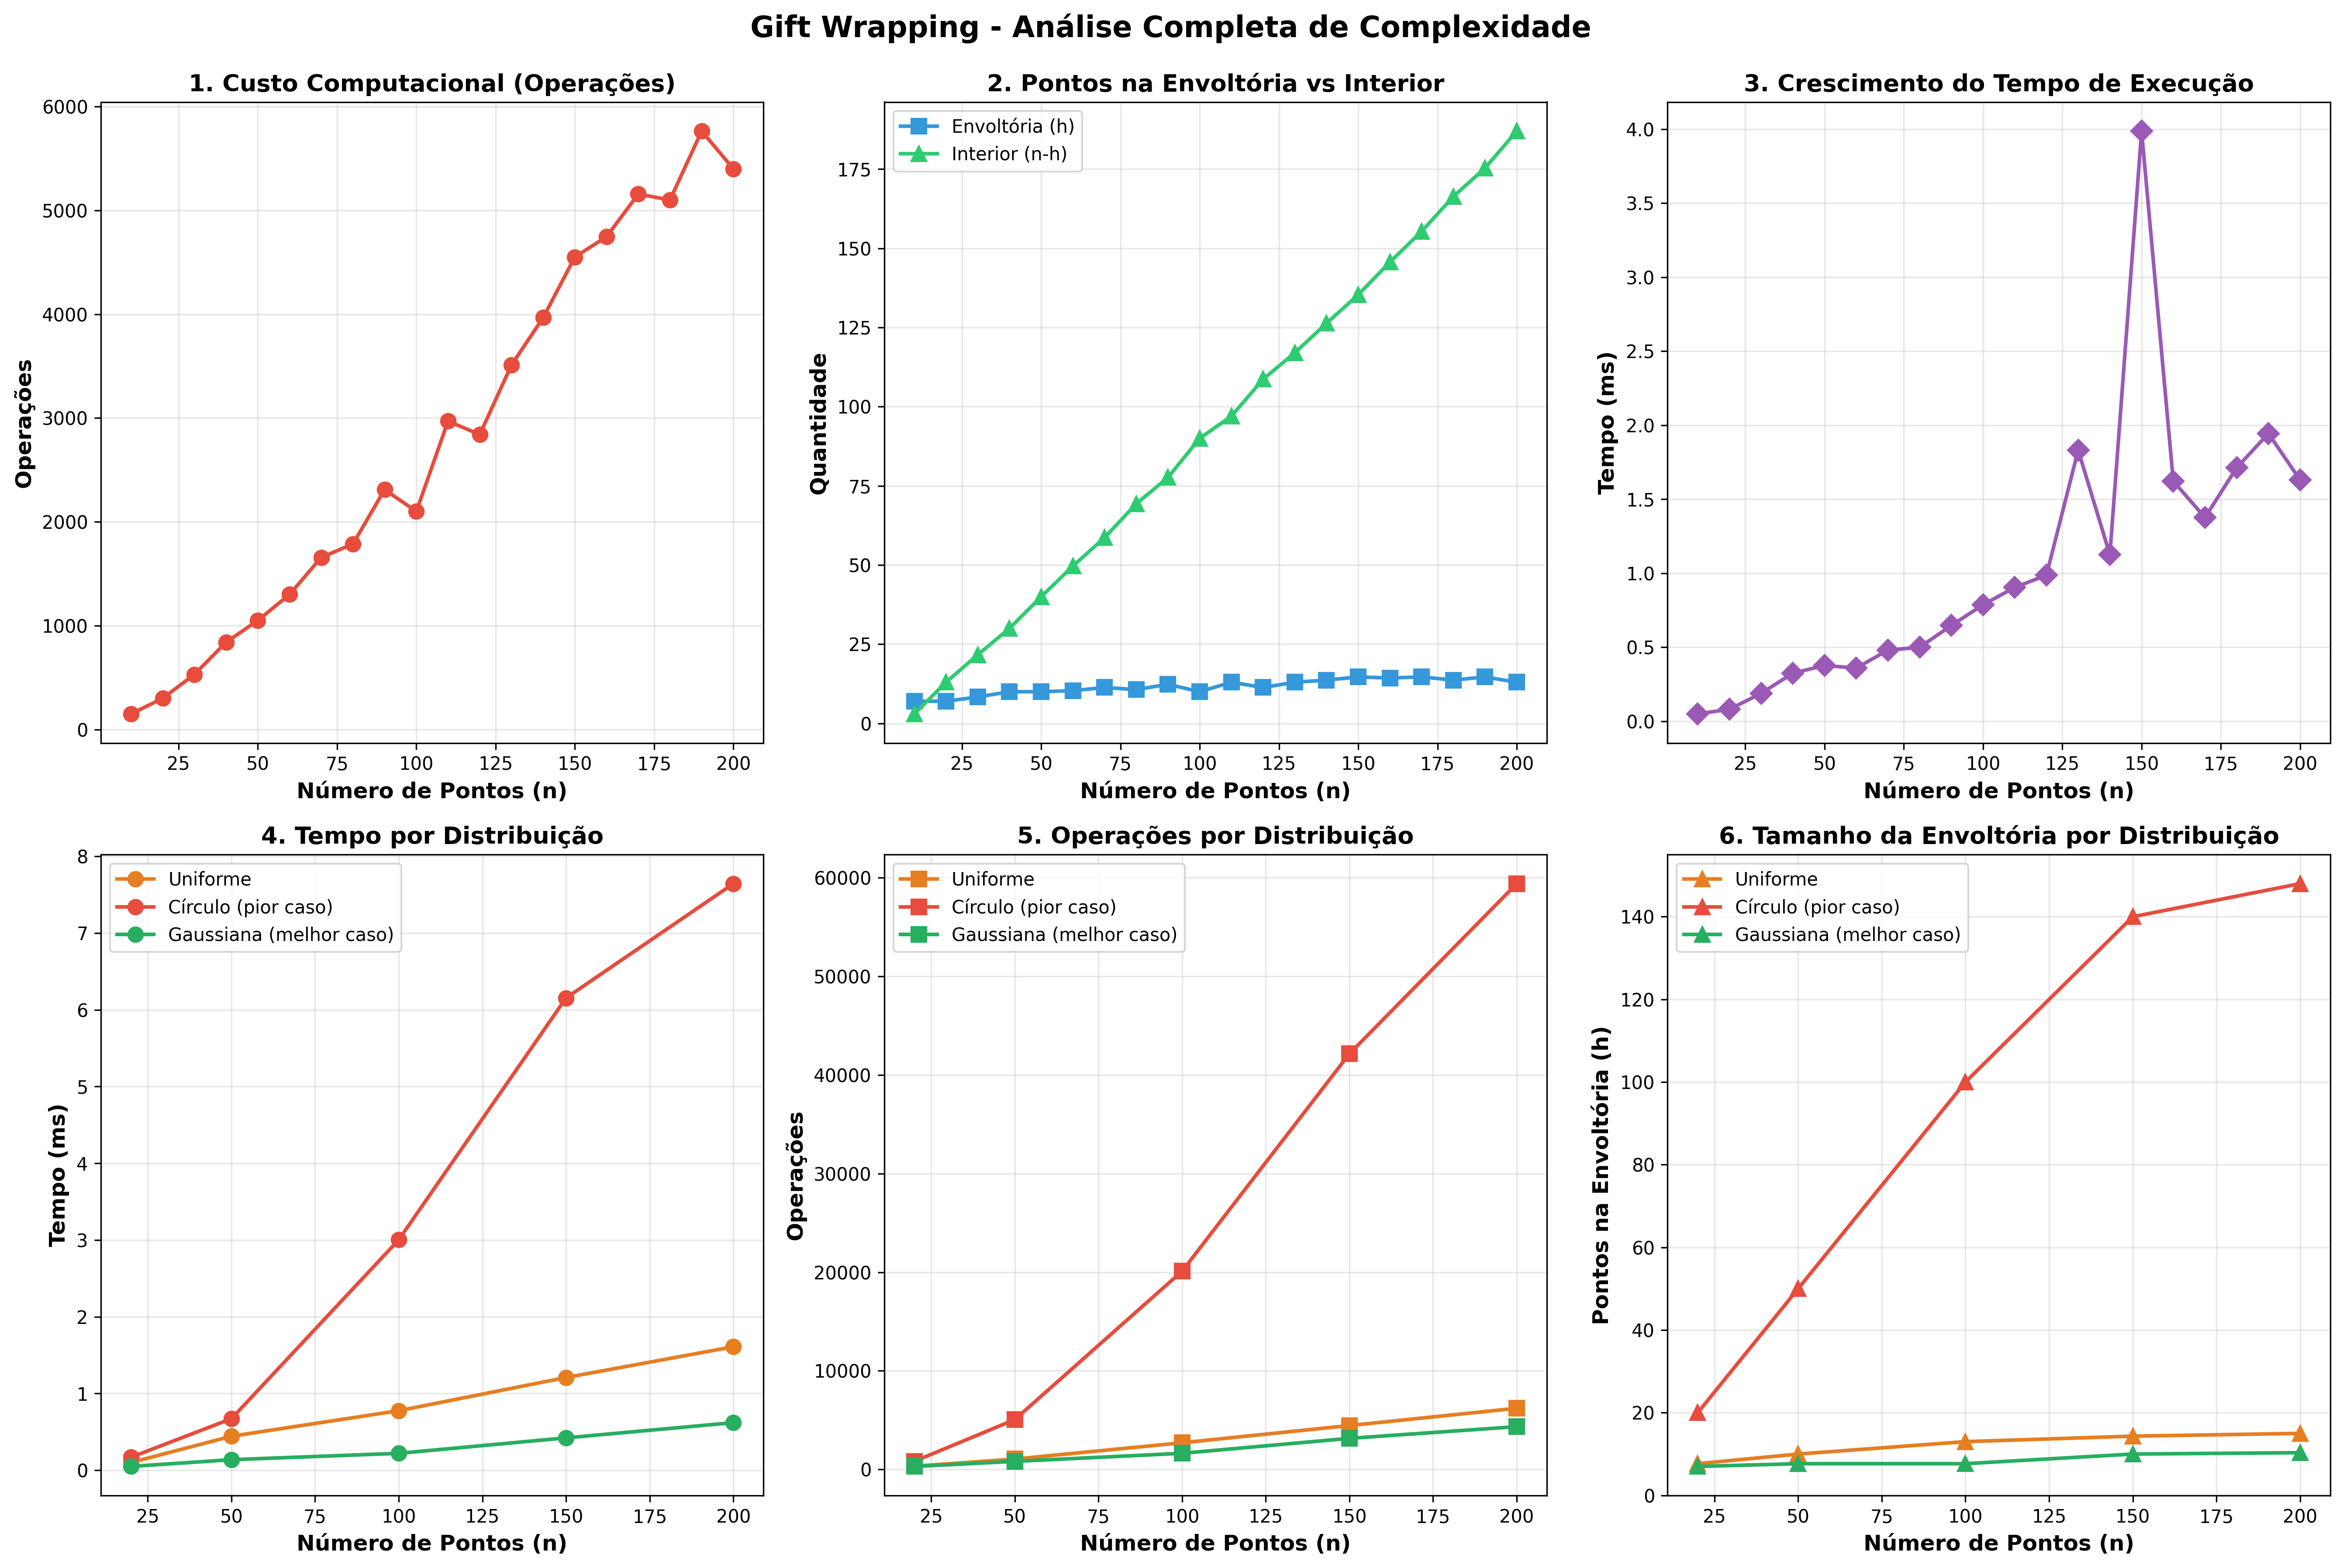 Gift Wrapping - Análise Completa de Complexidade
1. Custo Computacional (Operações)
6000
5000
4000
3000
2000
1000
0
Operações
25 50 75 100 125 150 175 200
Número de Pontos (n)
2. Pontos na Envoltória vs Interior
Envoltória (h)
Interior (n-h)
175
150
125
100
75
50
25
0
Quantidade
25 50 75 100 125 150 175 200
Número de Pontos (n)
3. Crescimento do Tempo de Execução
4.0
3.5
3.0
2.5
2.0
1.5
1.0
0.5
0.0
Tempo (ms)
25 50 75 100 125 150 175 200
Número de Pontos (n)
4. Tempo por Distribuição
Uniforme
Círculo (pior caso)
Gaussiana (melhor caso)
8
7
6
5
4
3
2
1
0
Tempo (ms)
25 50 75 100 125 150 175 200
Número de Pontos (n)
5. Operações por Distribuição
Uniforme
Círculo (pior caso)
Gaussiana (melhor caso)
60000
50000
40000
30000
20000
10000
0
Operações
25 50 75 100 125 150 175 200
Número de Pontos (n)
6. Tamanho da Envoltória por Distribuição
Uniforme
Círculo (pior caso)
Gaussiana (melhor caso)
140
120
100
80
60
40
20
0
Pontos na Envoltória (h)
25 50 75 100 125 150 175 200
Número de Pontos (n)